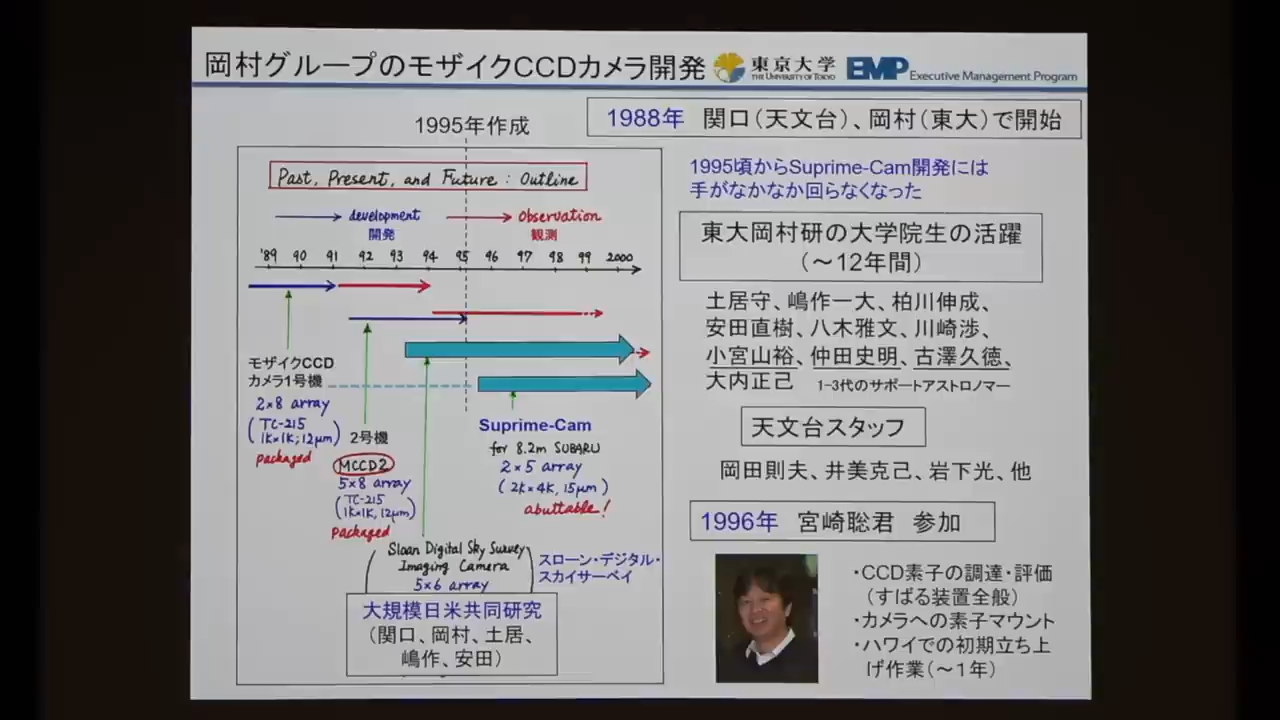 岡村グループのモザイクCCDカメラ開発
東京大学
THE UNIVERSITY OF TOKYO
EMP Executive Management Program
1995年作成
Past, Present, and Future : Outline
development
開発
observation
観測
'89 90 91 92 93 94 95 96 97 98 99 2000
モザイクCCD
カメラ1号機
2×8 array
(TC-215
1K×1K; 12μm)
packaged
2号機
MCCD2
5×8 array
(TC-215
1K×1K, 12μm)
packaged
Suprime-Cam
for 8.2m SUBARU
2×5 array
(2K×4K, 15μm)
abuttable!
(Sloan Digital Sky Survey
Imaging Camera
5×6 array
スローン・デジタル・
スカイサーベイ
大規模日米共同研究
(関口、岡村、土居、
嶋作、安田)
1988年 関口(天文台)、岡村(東大)で開始
1995頃からSuprime-Cam開発には
手がなかなか回らなくなった
東大岡村研の大学院生の活躍
(~12年間)
土居守、嶋作一大、柏川伸成、
安田直樹、八木雅文、川崎渉、
小宮山裕、仲田史明、古澤久徳、
大内正己 1-3代のサポートアストロノマー
天文台スタッフ
岡田則夫、井美克己、岩下光、他
1996年 宮崎聡君 参加
・CCD素子の調達・評価
(すばる装置全般)
・カメラへの素子マウント
・ハワイでの初期立ち上
げ作業(~1年)